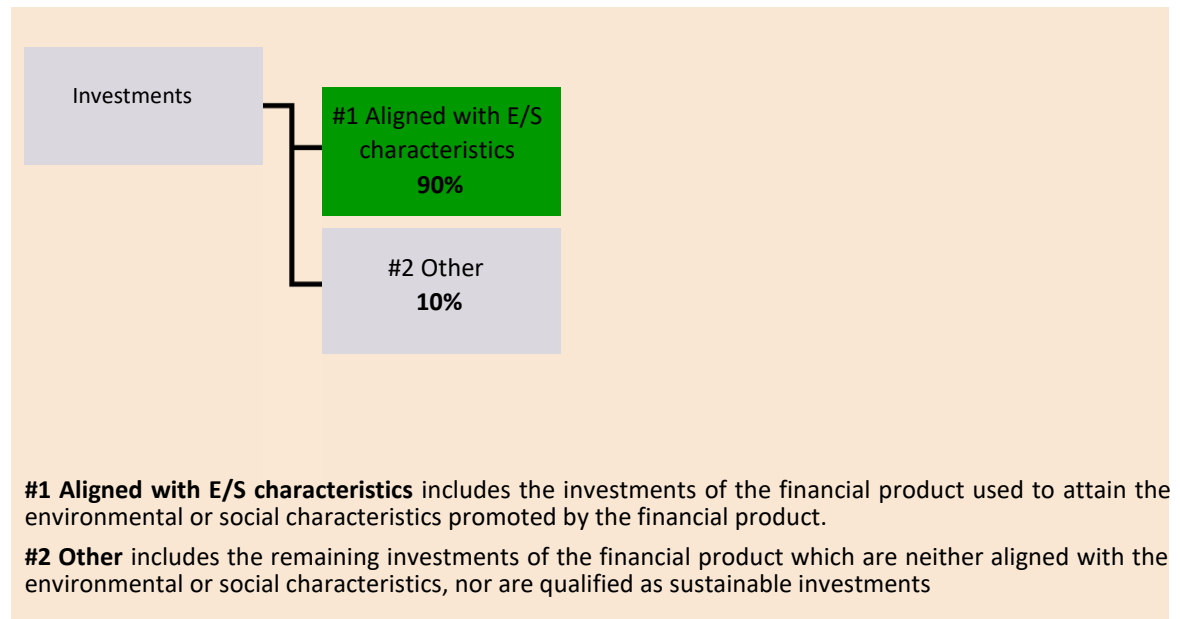 Investments
#1 Aligned with E/S
characteristics
90%
#2 Other
10%
#1 Aligned with E/S characteristics includes the investments of the financial product used to attain the
environmental or social characteristics promoted by the financial product.
#2 Other includes the remaining investments of the financial product which are neither aligned with the
environmental or social characteristics, nor are qualified as sustainable investments